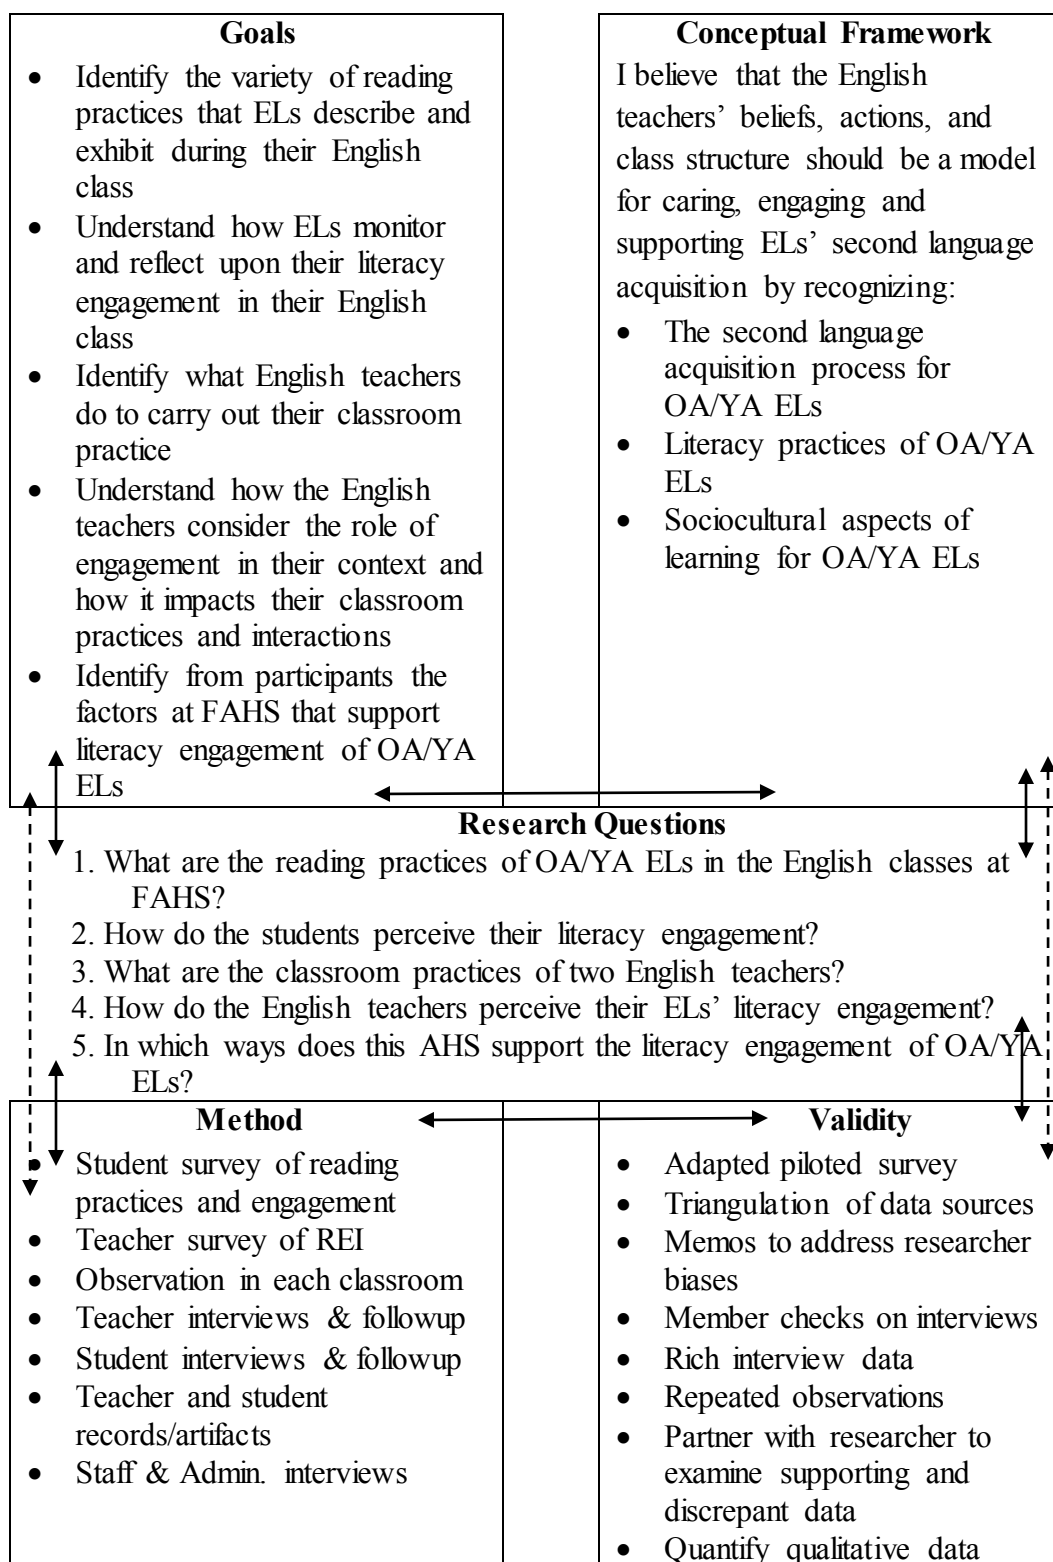 Goals
• Identify the variety of reading
practices that ELs describe and
exhibit during their English
class
• Understand how ELs monitor
and reflect upon their literacy
engagement in their English
class
• Identify what English teachers
do to carry out their classroom
practice
• Understand how the English
teachers consider the role of
engagement in their context and
how it impacts their classroom
practices and interactions
• Identify from participants the
factors at FAHS that support
literacy engagement of OA/YA
ELs
Conceptual Framework
I believe that the English
teachers’ beliefs, actions, and
class structure should be a model
for caring, engaging and
supporting ELs’ second language
acquisition by recognizing:
• The second language
acquisition process for
OA/YA ELs
• Literacy practices of OA/YA
ELs
• Sociocultural aspects of
learning for OA/YA ELs
Research Questions
1. What are the reading practices of OA/YA ELs in the English classes at
FAHS?
2. How do the students perceive their literacy engagement?
3. What are the classroom practices of two English teachers?
4. How do the English teachers perceive their ELs’ literacy engagement?
5. In which ways does this AHS support the literacy engagement of OA/YA
ELs?
Method
• Student survey of reading
practices and engagement
• Teacher survey of REI
• Observation in each classroom
• Teacher interviews & followup
• Student interviews & followup
• Teacher and student
records/artifacts
• Staff & Admin. interviews
Validity
• Adapted piloted survey
• Triangulation of data sources
• Memos to address researcher
biases
• Member checks on interviews
• Rich interview data
• Repeated observations
• Partner with researcher to
examine supporting and
discrepant data
• Quantify qualitative data